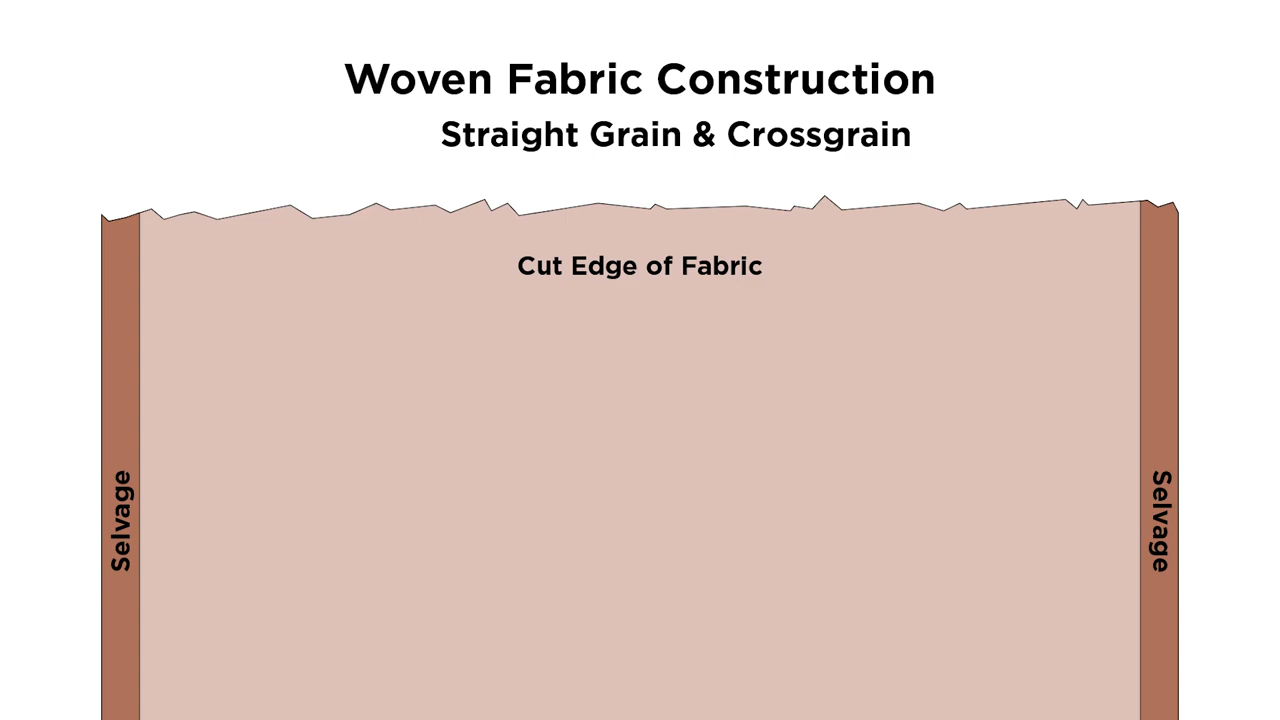 Woven Fabric Construction
Straight Grain & Crossgrain
Cut Edge of Fabric
Selvage
Selvage